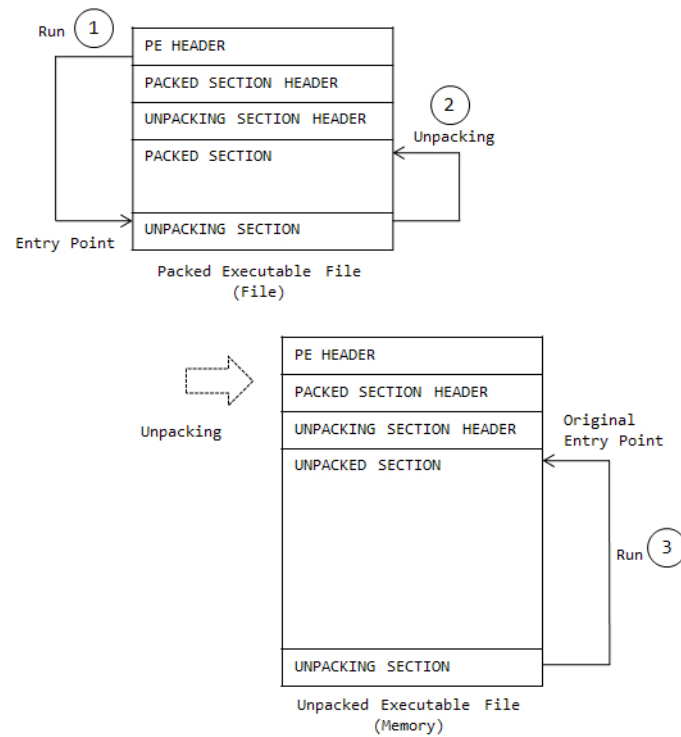 Run 1
PE HEADER
PACKED SECTION HEADER
UNPACKING SECTION HEADER
2
Unpacking
PACKED SECTION
UNPACKING SECTION
Entry Point
Packed Executable File
(File)
PE HEADER
PACKED SECTION HEADER
Unpacking
UNPACKING SECTION HEADER
Original
Entry Point
UNPACKED SECTION
Run 3
UNPACKING SECTION
Unpacked Executable File
(Memory)